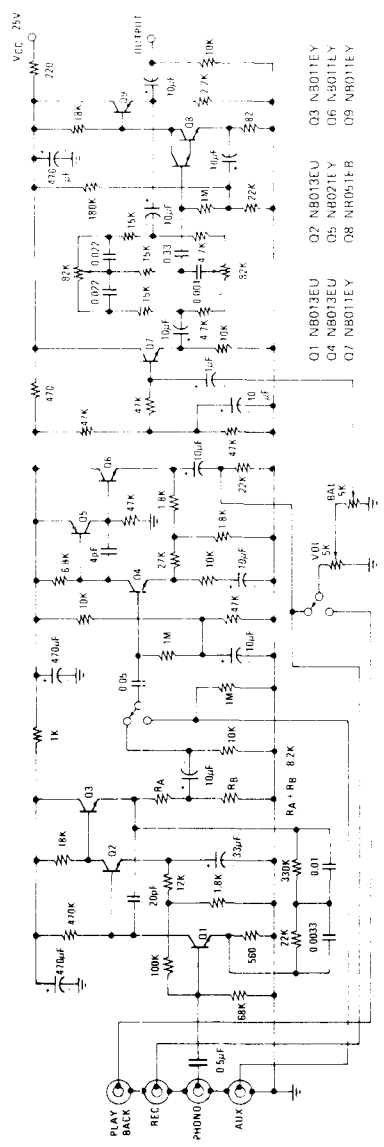 VCC 25V
OUTPUT
220
470 μF
18K
Q9
10μF
10K
2.7K
180K
Q8
82
10μF
1M
22K
15K
10μF
82K
0.022
0.022
15K
15K
15K
0.33
4.7K
0.001
82K
Q7
10μF
4.7K
10K
470
47K
47K
1μF
10 μF
47K
Q6
Q5
10μF
22K
1.8K
47K
4pF
6.8K
27K
1.8K
10K
10μF
Q4
10K
47K
1M
10μF
0.05
1M
470μF
1K
10K
10μF
Q3
RA
RB
RA + RB 8.2K
18K
Q2
20pF
12K
33μF
1.8K
330K
0.01
470K
470μF
100K
Q1
560
22K
0.0033
68K
0.5μF
PLAY BACK
REC
PHONO
AUX
VOL 5K
BAL 5K
Q1 NB013EU Q2 NB013EU Q3 NB011EY
Q4 NB013EU Q5 NB021EY Q6 NB011EY
Q7 NB011EY Q8 NR051EB Q9 NB011EY